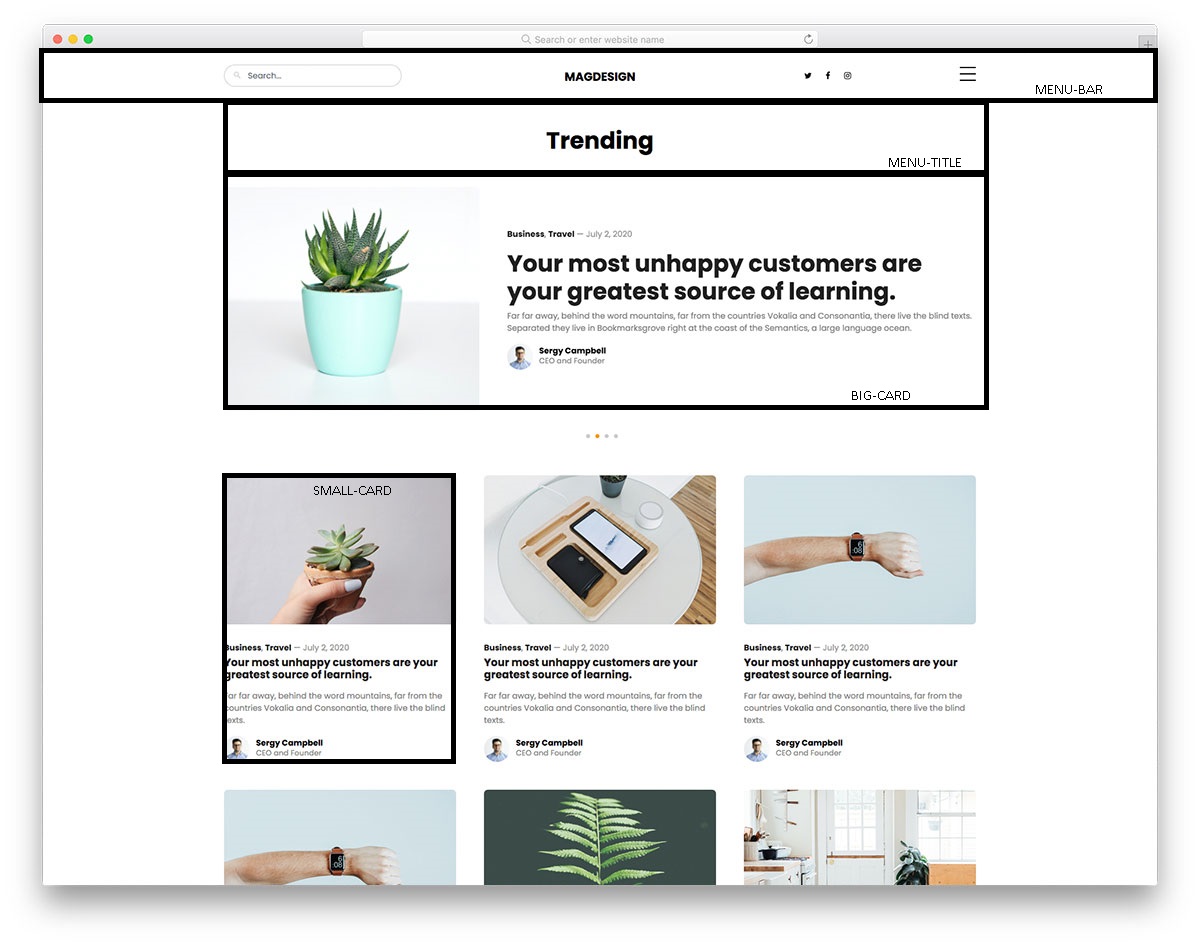 Search or enter website name
Search...
MAGDESIGN
MENU-BAR
Trending
MENU-TITLE
Business, Travel — July 2, 2020
Your most unhappy customers are
your greatest source of learning.
Far far away, behind the word mountains, far from the countries Vokalia and Consonantia, there live the blind texts.
Separated they live in Bookmarksgrove right at the coast of the Semantics, a large language ocean.
Sergy Campbell
CEO and Founder
BIG-CARD
SMALL-CARD
Business, Travel — July 2, 2020
Your most unhappy customers are your
greatest source of learning.
Far far away, behind the word mountains, far from the
countries Vokalia and Consonantia, there live the blind
texts.
Sergy Campbell
CEO and Founder
Business, Travel — July 2, 2020
Your most unhappy customers are your
greatest source of learning.
Far far away, behind the word mountains, far from the
countries Vokalia and Consonantia, there live the blind
texts.
Sergy Campbell
CEO and Founder
6
:08
Business, Travel — July 2, 2020
Your most unhappy customers are your
greatest source of learning.
Far far away, behind the word mountains, far from the
countries Vokalia and Consonantia, there live the blind
texts.
Sergy Campbell
CEO and Founder
6
:08